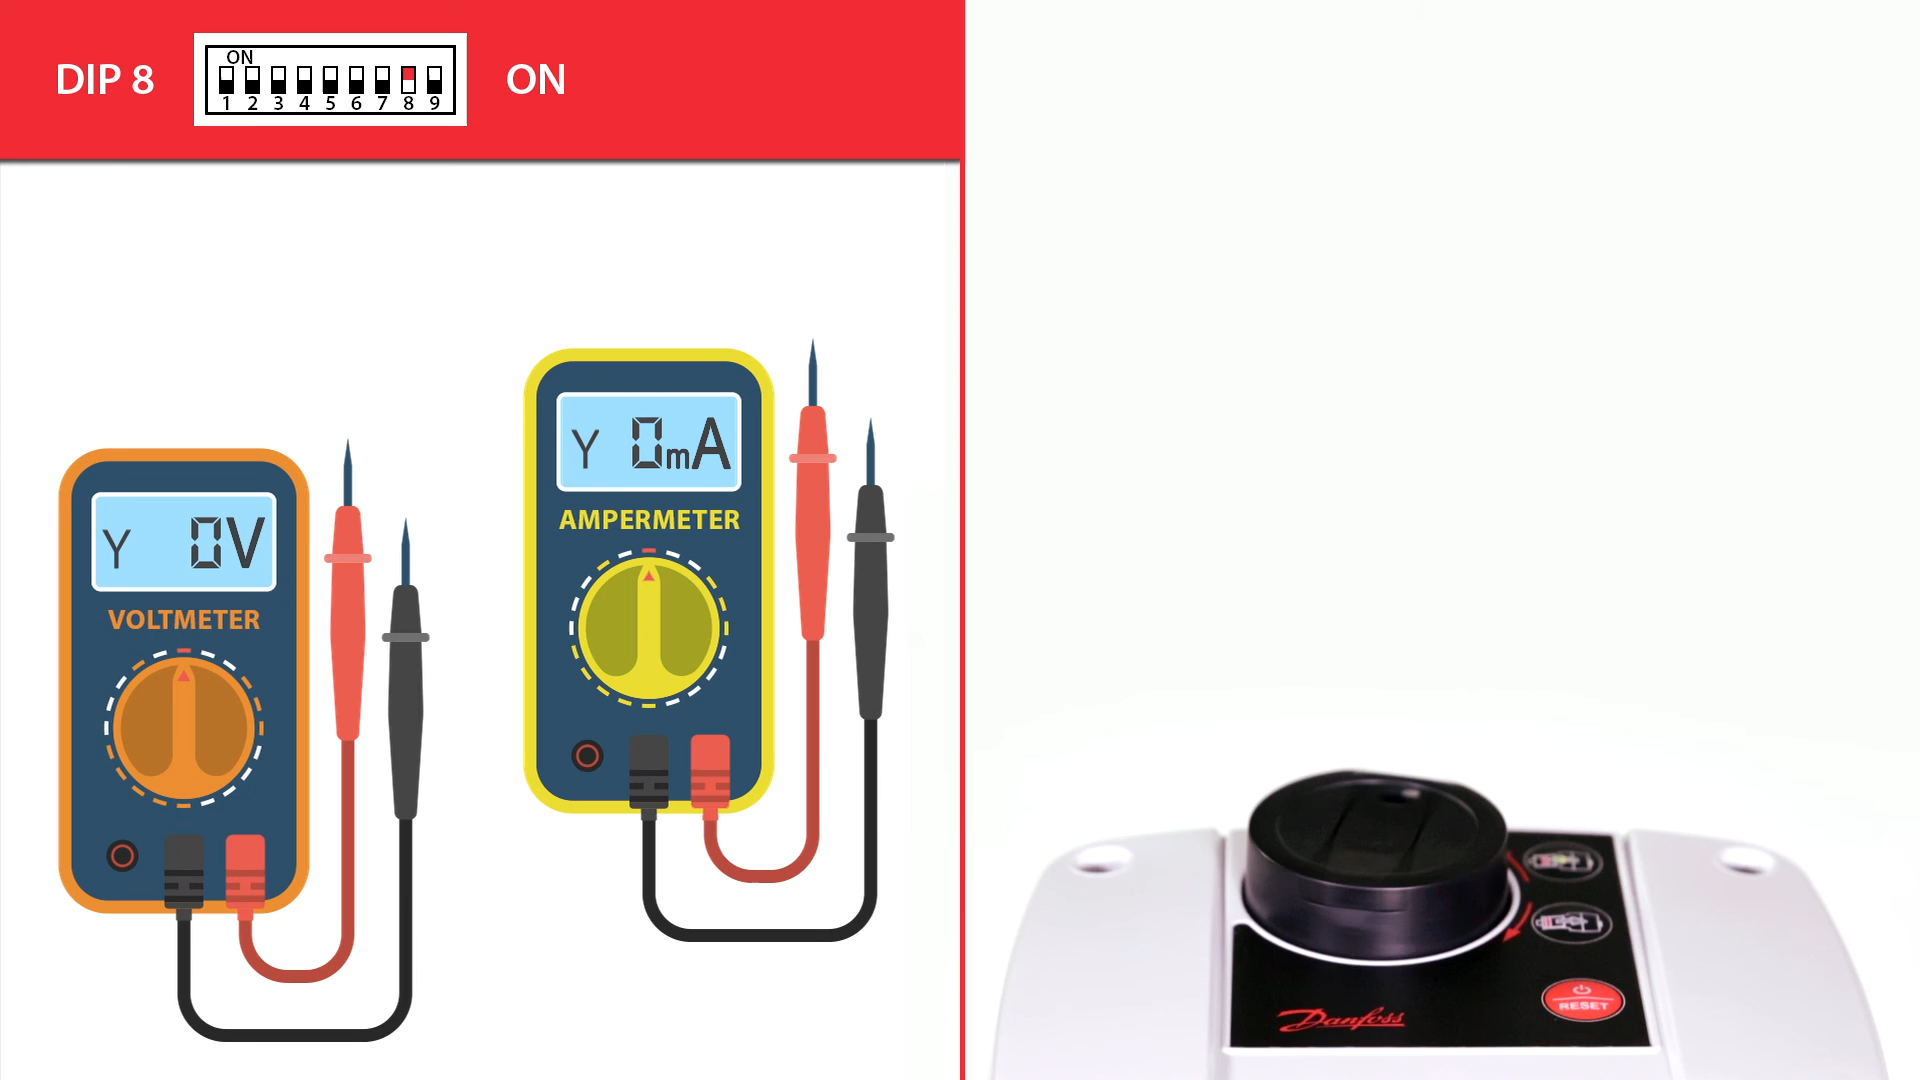 DIP 8
ON
1 2 3 4 5 6 7 8 9
ON
Y 0V
VOLTMETER
Y 0mA
AMPERMETER
RESET
Danfoss